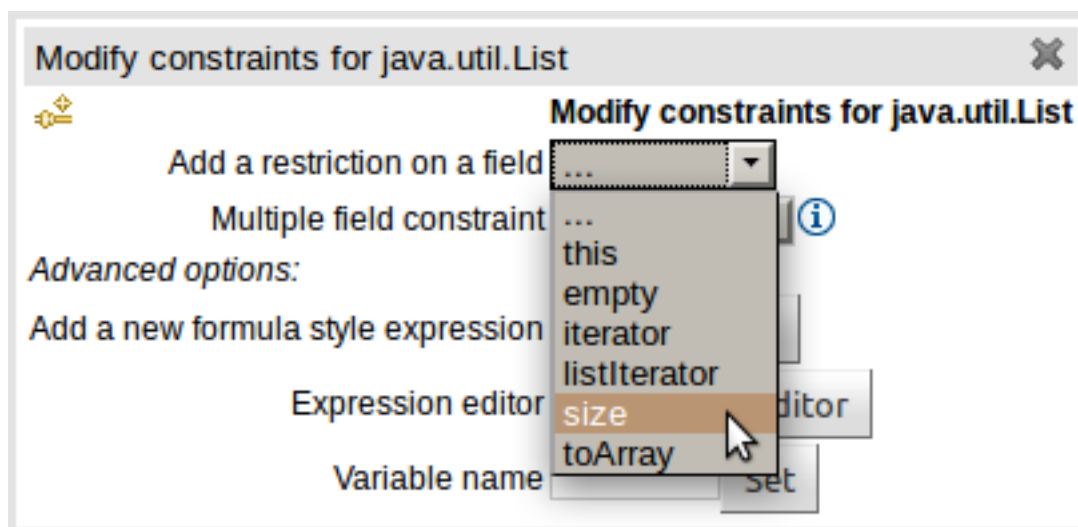 Modify constraints for java.util.List
Modify constraints for java.util.List
Add a restriction on a field ...
Multiple field constraint ...
this
Advanced options:
empty
Add a new formula style expression iterator
listIterator
Expression editor size ditor
toArray
Variable name Set